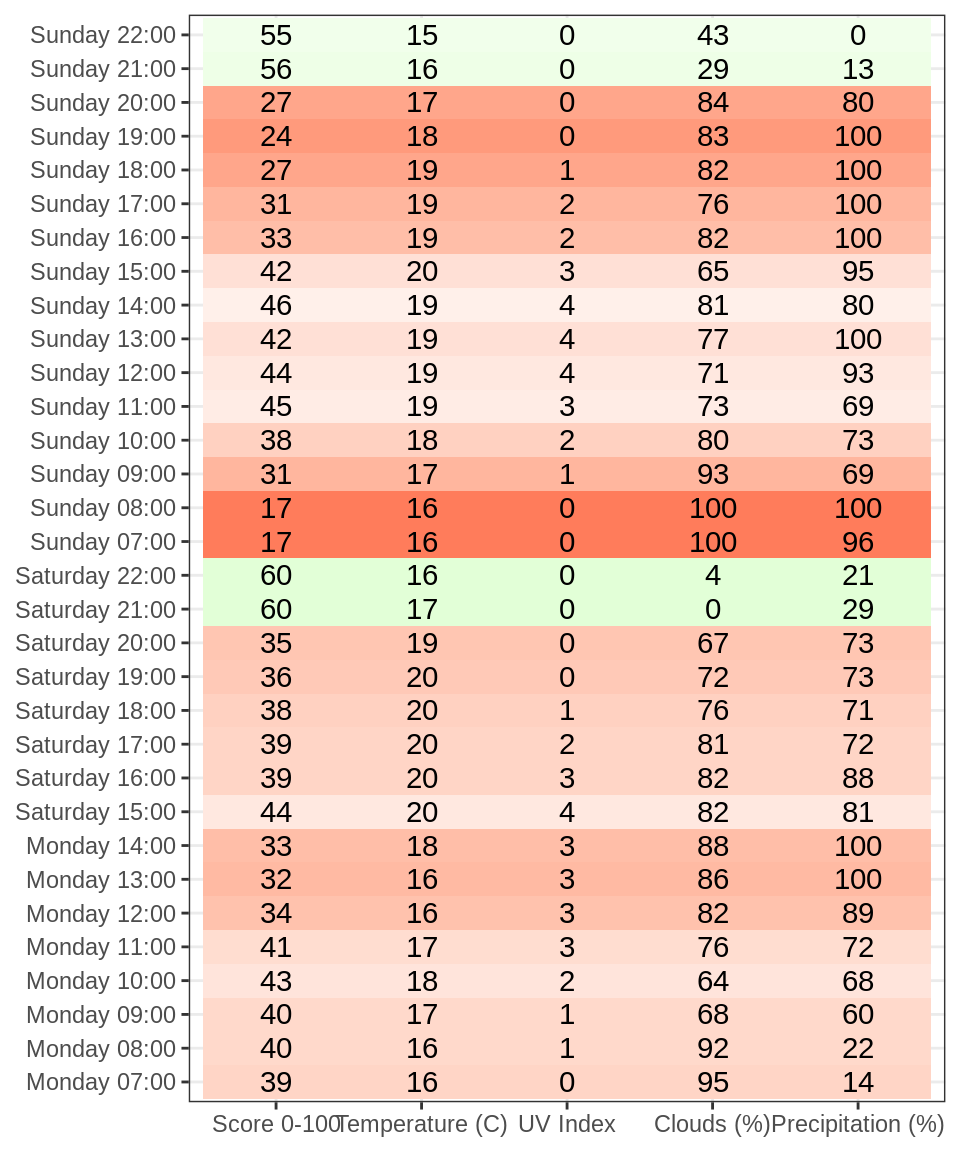 Sunday 22:00 55 15 0 43 0
Sunday 21:00 56 16 0 29 13
Sunday 20:00 27 17 0 84 80
Sunday 19:00 24 18 0 83 100
Sunday 18:00 27 19 1 82 100
Sunday 17:00 31 19 2 76 100
Sunday 16:00 33 19 2 82 100
Sunday 15:00 42 20 3 65 95
Sunday 14:00 46 19 4 81 80
Sunday 13:00 42 19 4 77 100
Sunday 12:00 44 19 4 71 93
Sunday 11:00 45 19 3 73 69
Sunday 10:00 38 18 2 80 73
Sunday 09:00 31 17 1 93 69
Sunday 08:00 17 16 0 100 100
Sunday 07:00 17 16 0 100 96
Saturday 22:00 60 16 0 4 21
Saturday 21:00 60 17 0 0 29
Saturday 20:00 35 19 0 67 73
Saturday 19:00 36 20 0 72 73
Saturday 18:00 38 20 1 76 71
Saturday 17:00 39 20 2 81 72
Saturday 16:00 39 20 3 82 88
Saturday 15:00 44 20 4 82 81
Monday 14:00 33 18 3 88 100
Monday 13:00 32 16 3 86 100
Monday 12:00 34 16 3 82 89
Monday 11:00 41 17 3 76 72
Monday 10:00 43 18 2 64 68
Monday 09:00 40 17 1 68 60
Monday 08:00 40 16 1 92 22
Monday 07:00 39 16 0 95 14
Score 0-100 Temperature (C) UV Index Clouds (%) Precipitation (%)